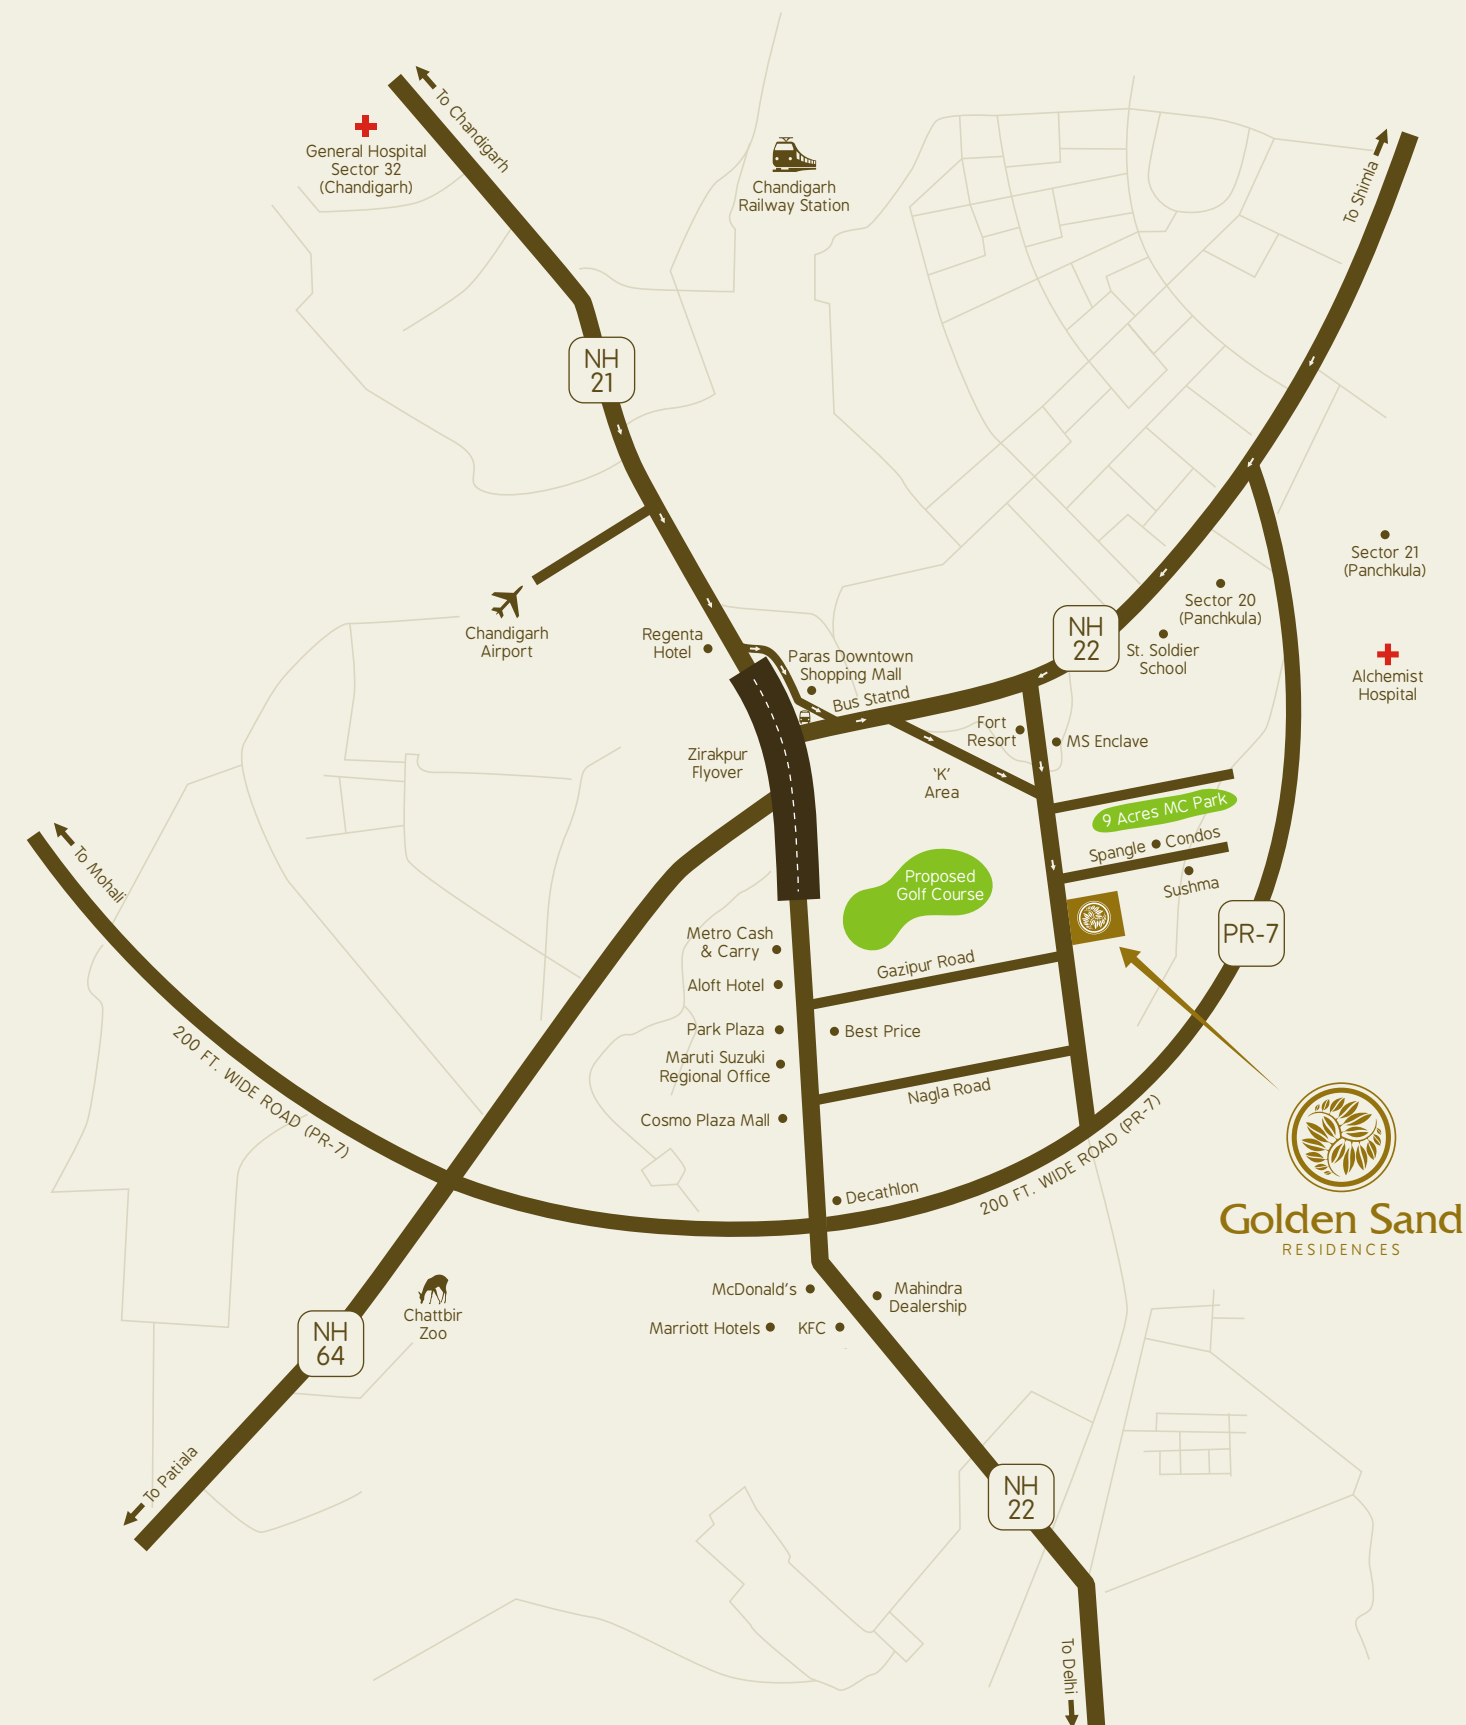 To Chandigarh
General Hospital
Sector 32
(Chandigarh)
Chandigarh
Railway Station
To Shimla
NH
21
Sector 21
(Panchkula)
Sector 20
(Panchkula)
Chandigarh
Airport
Regenta
Hotel
NH
22
St. Soldier
School
Alchemist
Hospital
Paras Downtown
Shopping Mall
Bus Statnd
Fort
Resort
MS Enclave
Zirakpur
Flyover
'K'
Area
9 Acres MC Park
Spangle
Condos
Sushma
To Mohali
Proposed
Golf Course
PR-7
Metro Cash
& Carry
Gazipur Road
Aloft Hotel
Park Plaza
Best Price
Maruti Suzuki
Regional Office
Nagla Road
Cosmo Plaza Mall
200 FT. WIDE ROAD (PR-7)
200 FT. WIDE ROAD (PR-7)
Decathlon
Golden Sand
RESIDENCES
McDonald's
Mahindra
Dealership
Marriott Hotels
KFC
Chattbir
Zoo
NH
64
To Patiala
NH
22
To Delhi